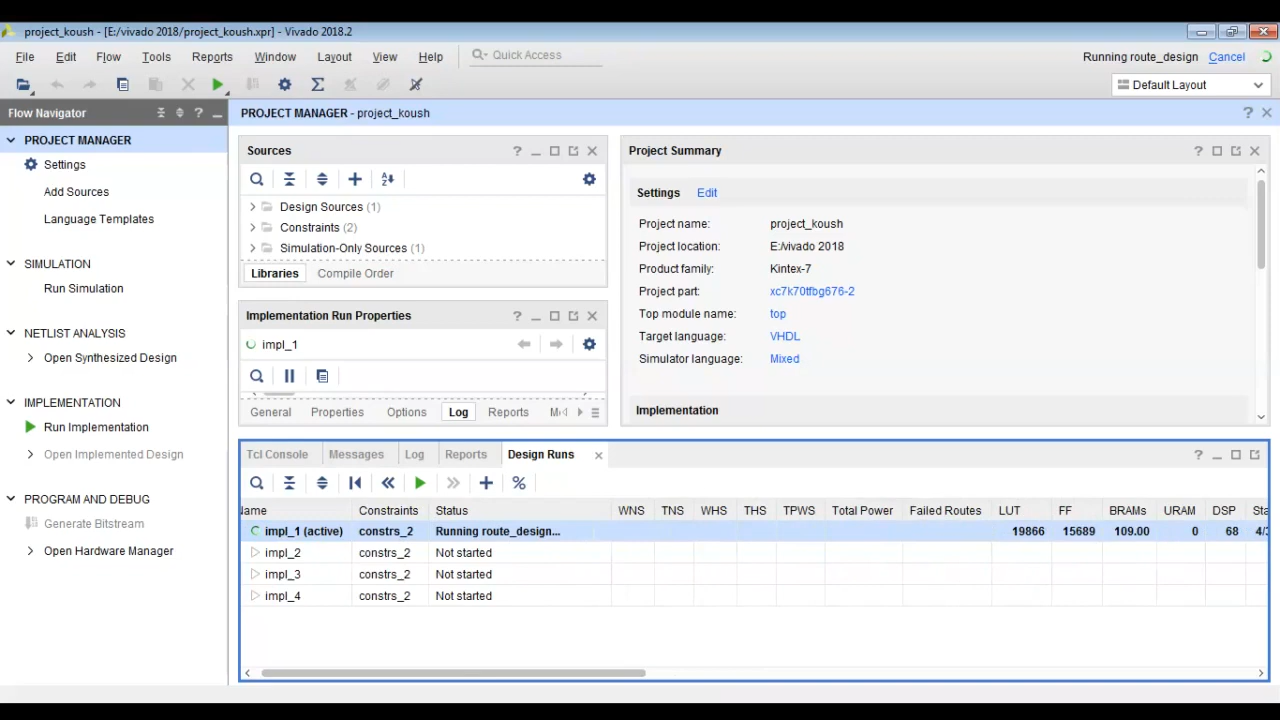 project_koush - [E:/vivado 2018/project_koush.xpr] - Vivado 2018.2
File Edit Flow Tools Reports Window Layout View Help Quick Access
Running route_design Cancel
Default Layout
Flow Navigator
PROJECT MANAGER
Settings
Add Sources
Language Templates
SIMULATION
Run Simulation
NETLIST ANALYSIS
Open Synthesized Design
IMPLEMENTATION
Run Implementation
Open Implemented Design
PROGRAM AND DEBUG
Generate Bitstream
Open Hardware Manager
PROJECT MANAGER - project_koush
Sources
Design Sources (1)
Constraints (2)
Simulation-Only Sources (1)
Libraries Compile Order
Implementation Run Properties
impl_1
General Properties Options Log Reports
Project Summary
Settings Edit
Project name: project_koush
Project location: E:/vivado 2018
Product family: Kintex-7
Project part: xc7k70tfbg676-2
Top module name: top
Target language: VHDL
Simulator language: Mixed
Implementation
Tcl Console Messages Log Reports Design Runs
Name Constraints Status WNS TNS WHS THS TPWS Total Power Failed Routes LUT FF BRAMs URAM DSP Sta
impl_1 (active) constrs_2 Running route_design... 19866 15689 109.00 0 68 4/
impl_2 constrs_2 Not started
impl_3 constrs_2 Not started
impl_4 constrs_2 Not started